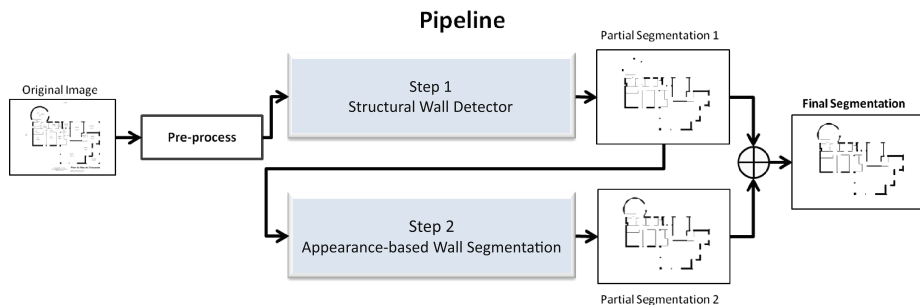 Pipeline
Partial Segmentation 1
Original Image
Step 1
Structural Wall Detector
Final Segmentation
Pre-process
Step 2
Appearance-based Wall Segmentation
Partial Segmentation 2